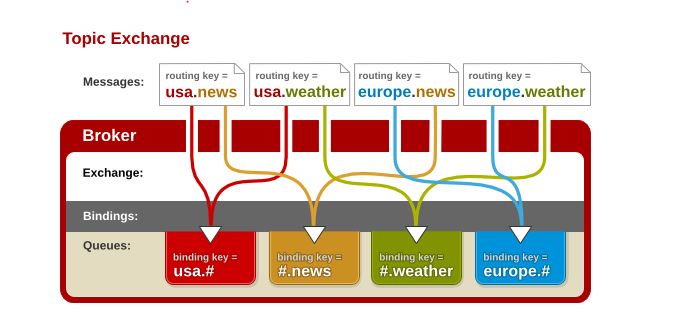 Topic Exchange
Messages:
routing key =
usa.news
routing key =
usa.weather
routing key =
europe.news
routing key =
europe.weather
Broker
Exchange:
Bindings:
Queues:
binding key =
usa.#
binding key =
#.news
binding key =
#.weather
binding key =
europe.#